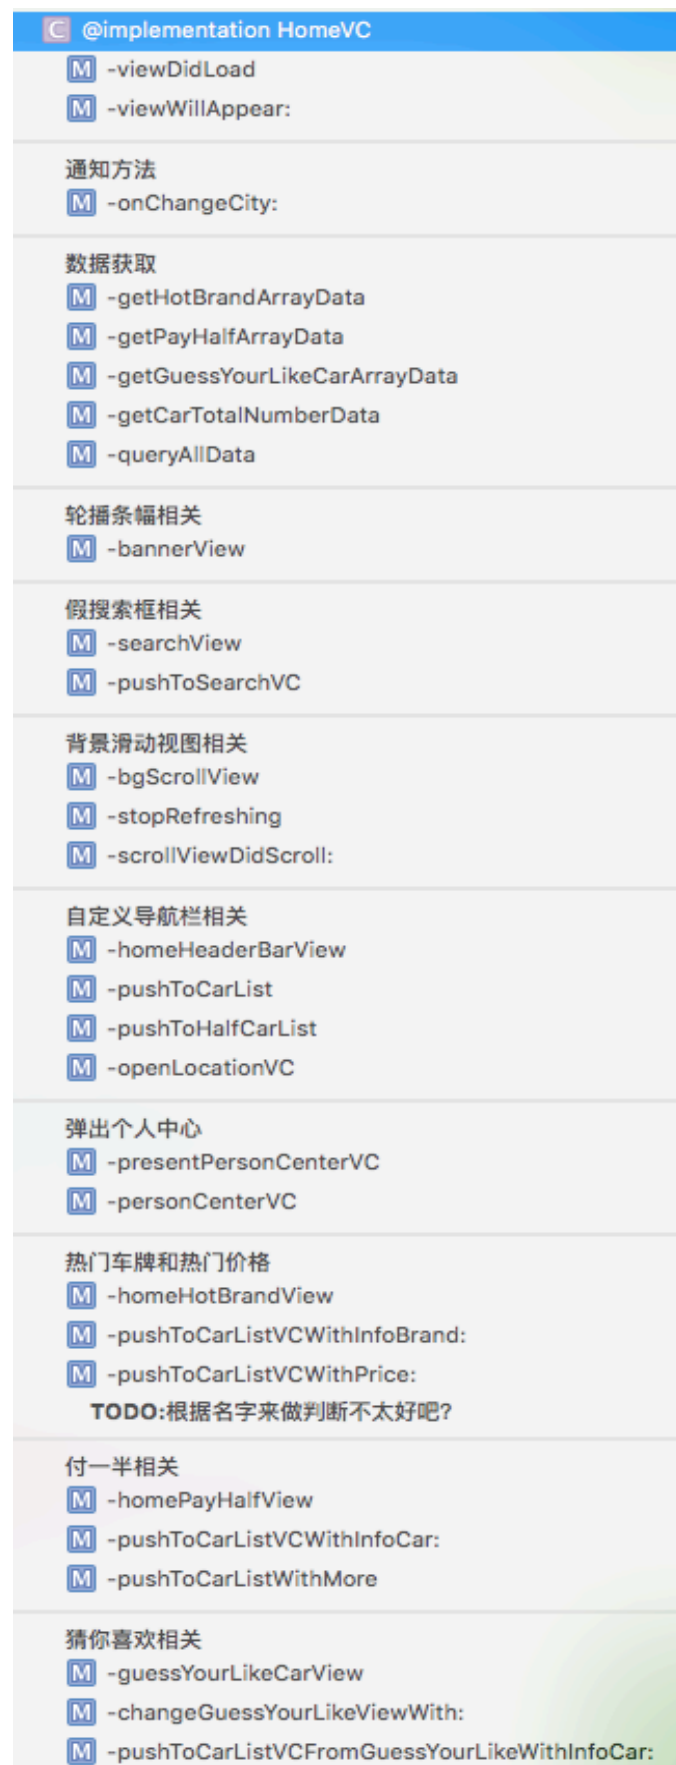 C @implementation HomeVC
M -viewDidLoad
M -viewWillAppear:
通知方法
M -onChangeCity:
数据获取
M -getHotBrandArrayData
M -getPayHalfArrayData
M -getGuessYourLikeCarArrayData
M -getCarTotalNumberData
M -queryAllData
轮播条幅相关
M -bannerView
假搜索框相关
M -searchView
M -pushToSearchVC
背景滑动视图相关
M -bgScrollView
M -stopRefreshing
M -scrollViewDidScroll:
自定义导航栏相关
M -homeHeaderBarView
M -pushToCarList
M -pushToHalfCarList
M -openLocationVC
弹出个人中心
M -presentPersonCenterVC
M -personCenterVC
热门车牌和热门价格
M -homeHotBrandView
M -pushToCarListVCWithInfoBrand:
M -pushToCarListVCWithPrice:
TODO:根据名字来做判断不太好吧?
付一半相关
M -homePayHalfView
M -pushToCarListVCWithInfoCar:
M -pushToCarListWithMore
猜你喜欢相关
M -guessYourLikeCarView
M -changeGuessYourLikeViewWith:
M -pushToCarListVCFromGuessYourLikeWithInfoCar: